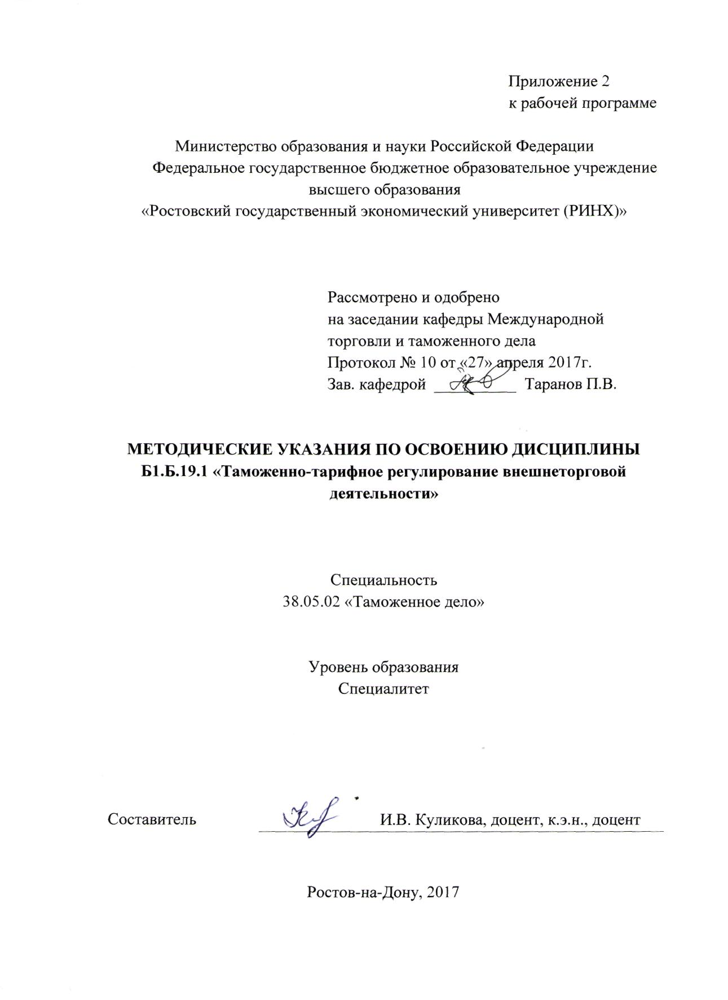 Приложение 2
к рабочей программе
Министерство образования и науки Российской Федерации
Федеральное государственное бюджетное образовательное учреждение
высшего образования
«Ростовский государственный экономический университет (РИНХ)»
Рассмотрено и одобрено
на заседании кафедры Международной
торговли и таможенного дела
Протокол № 10 от «27» апреля 2017г.
Зав. кафедрой __________ Таранов П.В.
МЕТОДИЧЕСКИЕ УКАЗАНИЯ ПО ОСВОЕНИЮ ДИСЦИПЛИНЫ
Б1.Б.19.1 «Таможенно-тарифное регулирование внешнеторговой
деятельности»
Специальность
38.05.02 «Таможенное дело»
Уровень образования
Специалитет
Составитель И.В. Куликова, доцент, к.э.н., доцент
Ростов-на-Дону, 2017